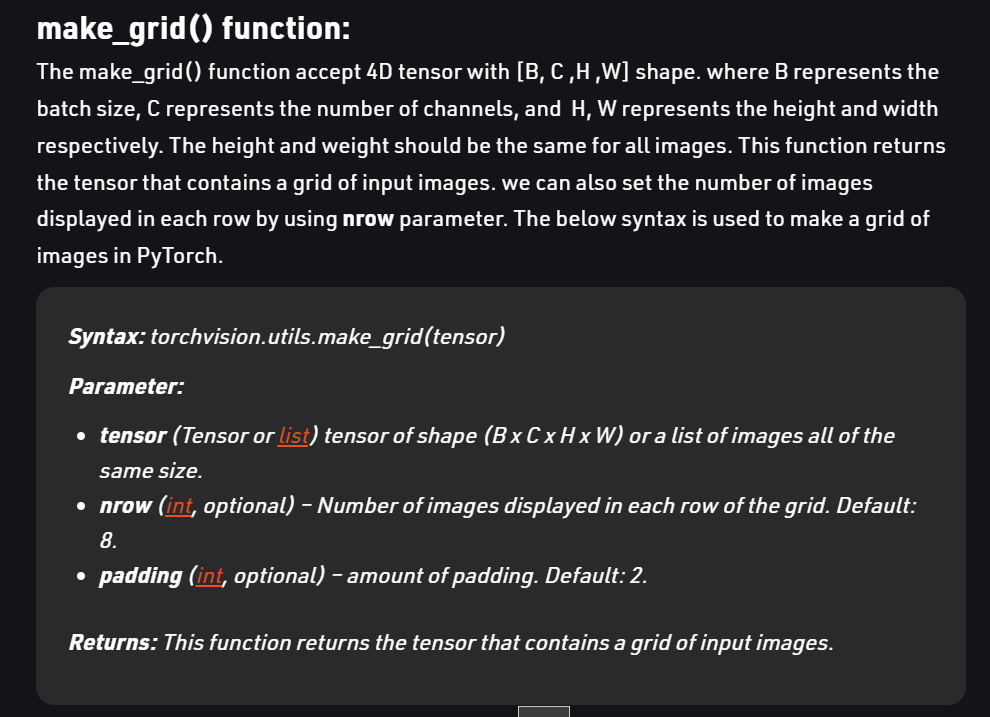 make_grid() function:
The make_grid() function accept 4D tensor with [B, C ,H ,W] shape. where B represents the
batch size, C represents the number of channels, and  H, W represents the height and width
respectively. The height and weight should be the same for all images. This function returns
the tensor that contains a grid of input images. we can also set the number of images
displayed in each row by using nrow parameter. The below syntax is used to make a grid of
images in PyTorch.
Syntax: torchvision.utils.make_grid(tensor)
Parameter:
• tensor (Tensor or list) tensor of shape (B x C x H x W) or a list of images all of the
same size.
• nrow (int, optional) – Number of images displayed in each row of the grid. Default:
8.
• padding (int, optional) – amount of padding. Default: 2.
Returns: This function returns the tensor that contains a grid of input images.